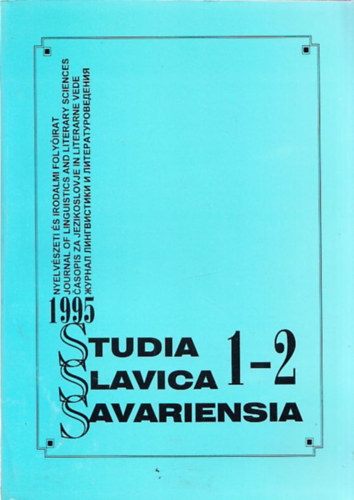 NYELVÉSZETI ÉS IRODALMI FOLYÓIRAT
JOURNAL OF LINGUISTICS AND LITERARY SCIENCES
ČASOPIS ZA JEZIKOSLOVJE IN LITERARNE VEDE
ЖУРНАЛ ЛИНГВИСТИКИ И ЛИТЕРАТУРОВЕДЕНИЯ
1995
STUDIA
SLAVICA 1-2
SAVARIENSIA